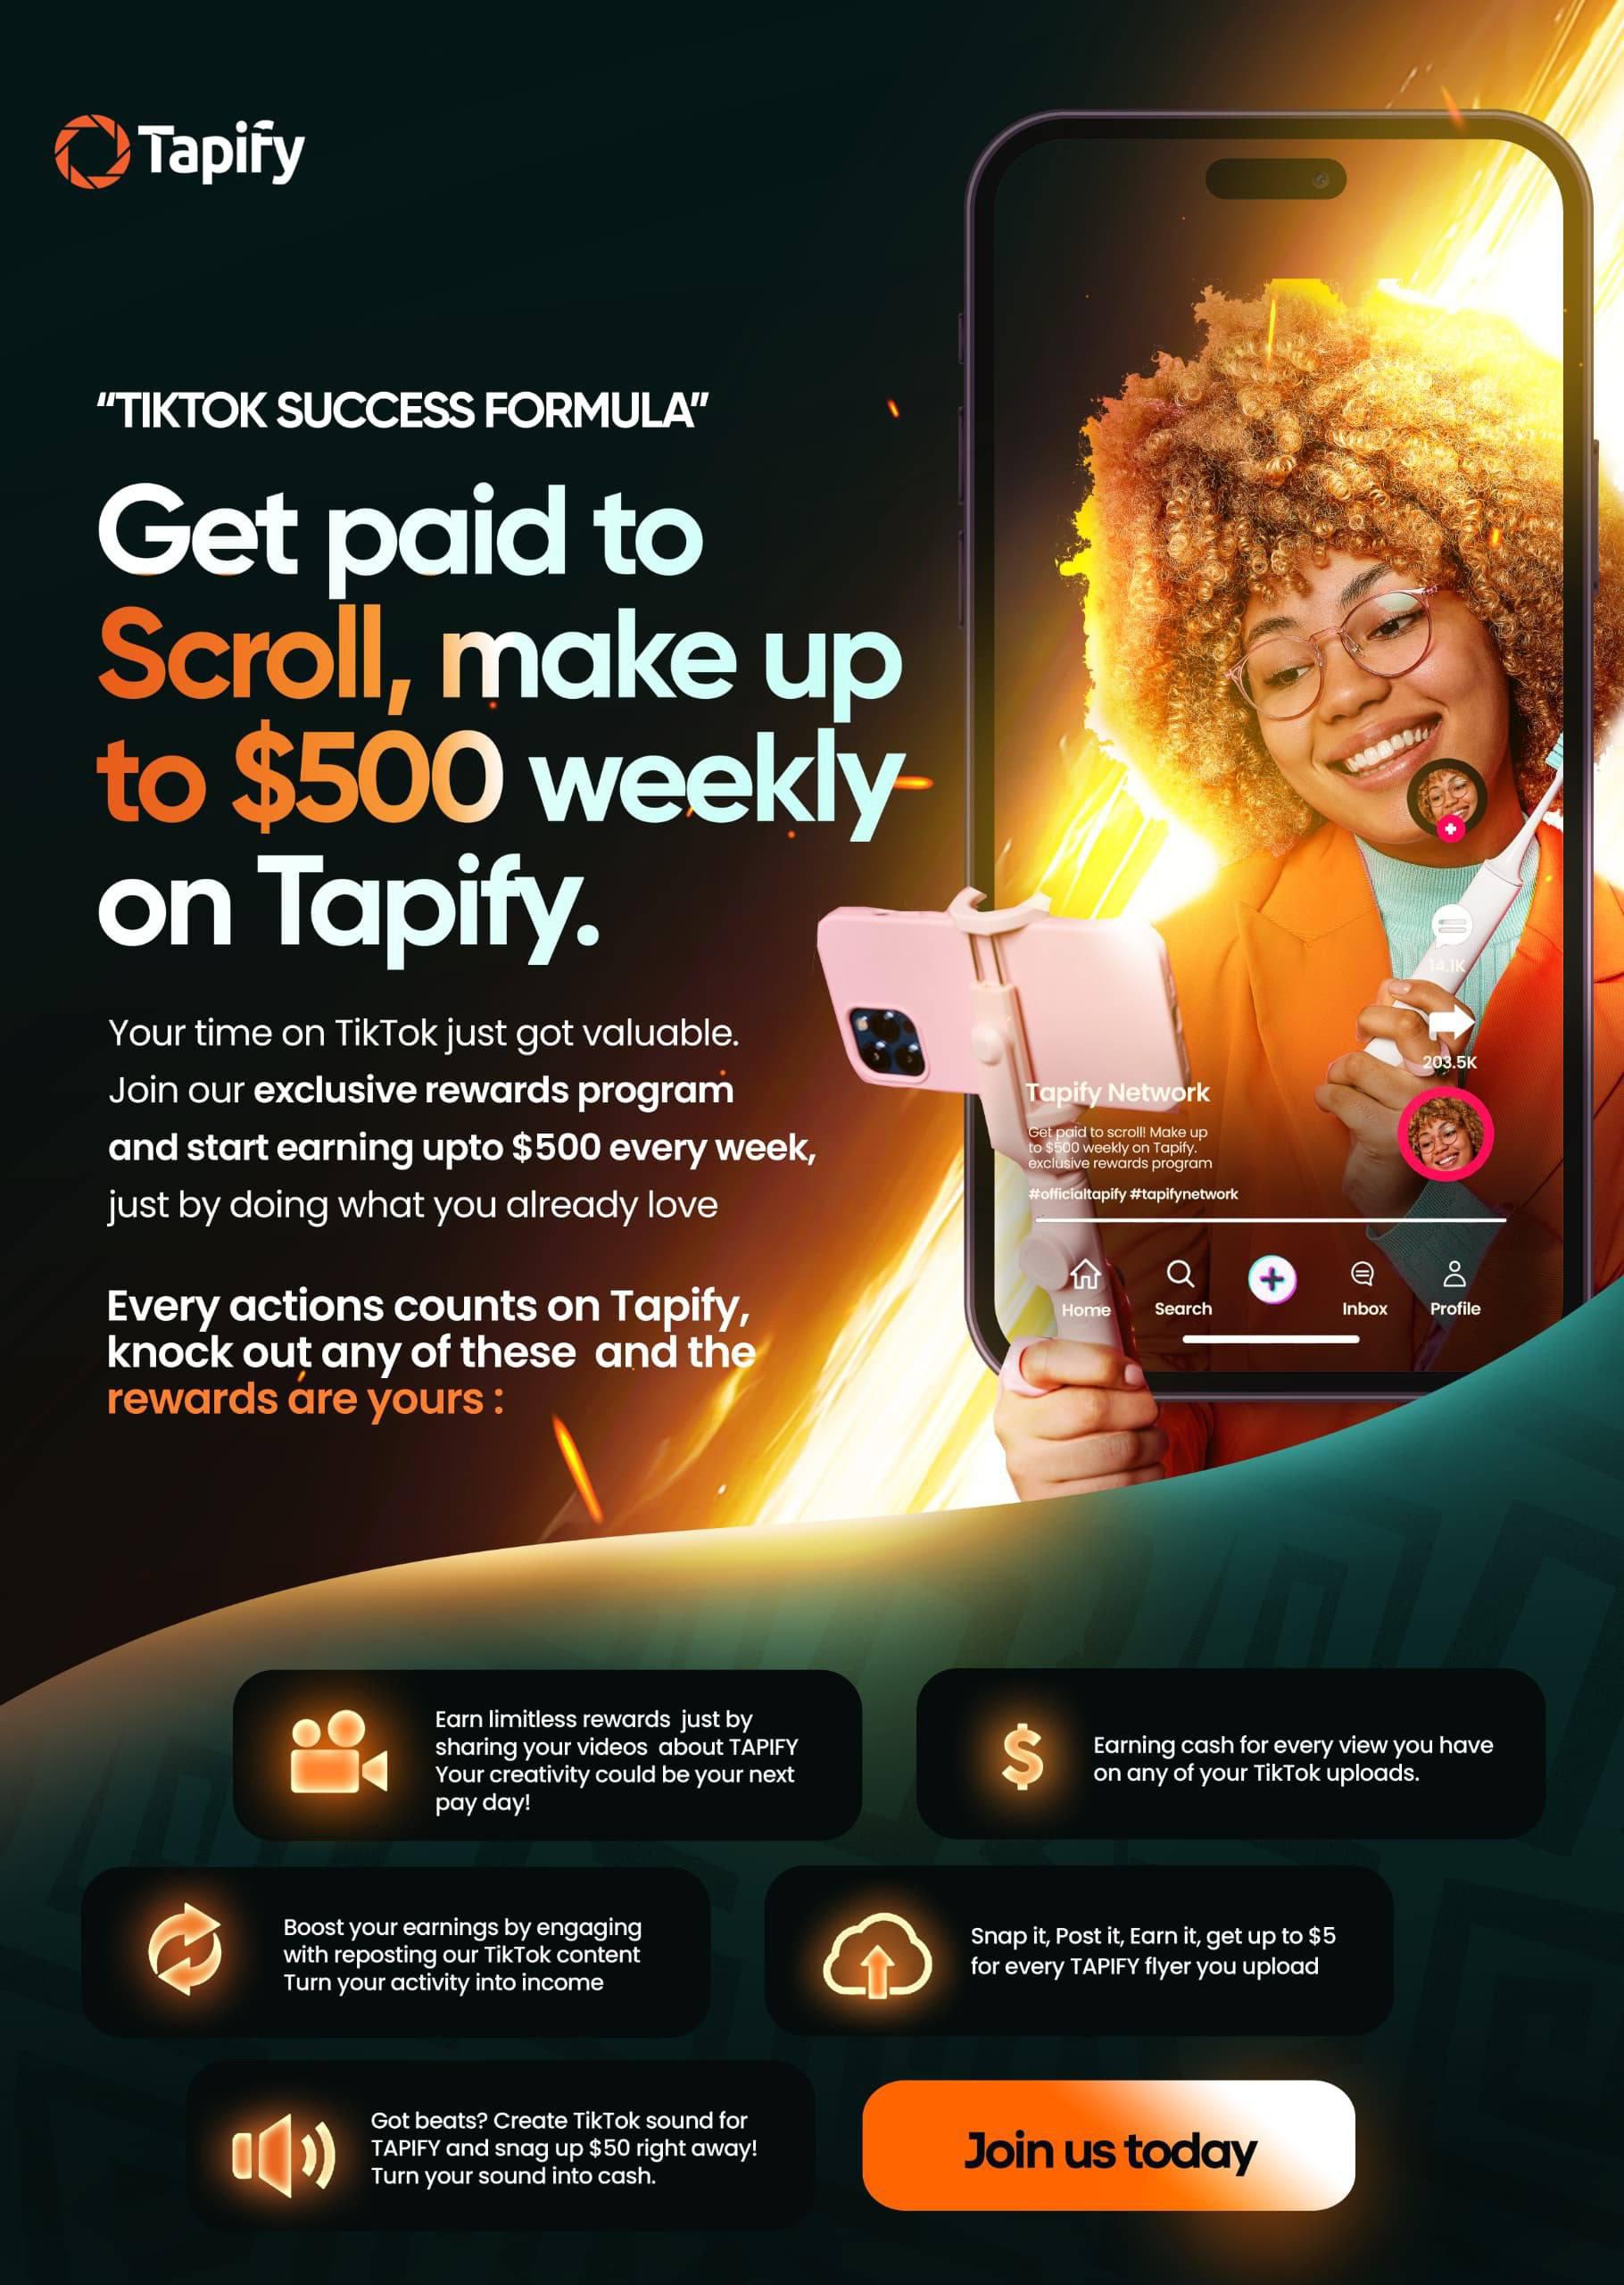 Tapify
“TIKTOK SUCCESS FORMULA”
Get paid to
Scroll, make up
to $500 weekly
on Tapify.
Your time on TikTok just got valuable.
Join our exclusive rewards program
and start earning upto $500 every week,
just by doing what you already love
Every actions counts on Tapify,
knock out any of these and the
rewards are yours :
14.1K
203.5K
Tapify Network
Get paid to scroll! Make up
to $500 weekly on Tapify.
exclusive rewards program
#officialtapify #tapifynetwork
Home Search Inbox Profile
Earn limitless rewards just by
sharing your videos about TAPIFY
Your creativity could be your next
pay day!
Earning cash for every view you have
on any of your TikTok uploads.
Boost your earnings by engaging
with reposting our TikTok content
Turn your activity into income
Snap it, Post it, Earn it, get up to $5
for every TAPIFY flyer you upload
Got beats? Create TikTok sound for
TAPIFY and snag up $50 right away!
Turn your sound into cash.
Join us today